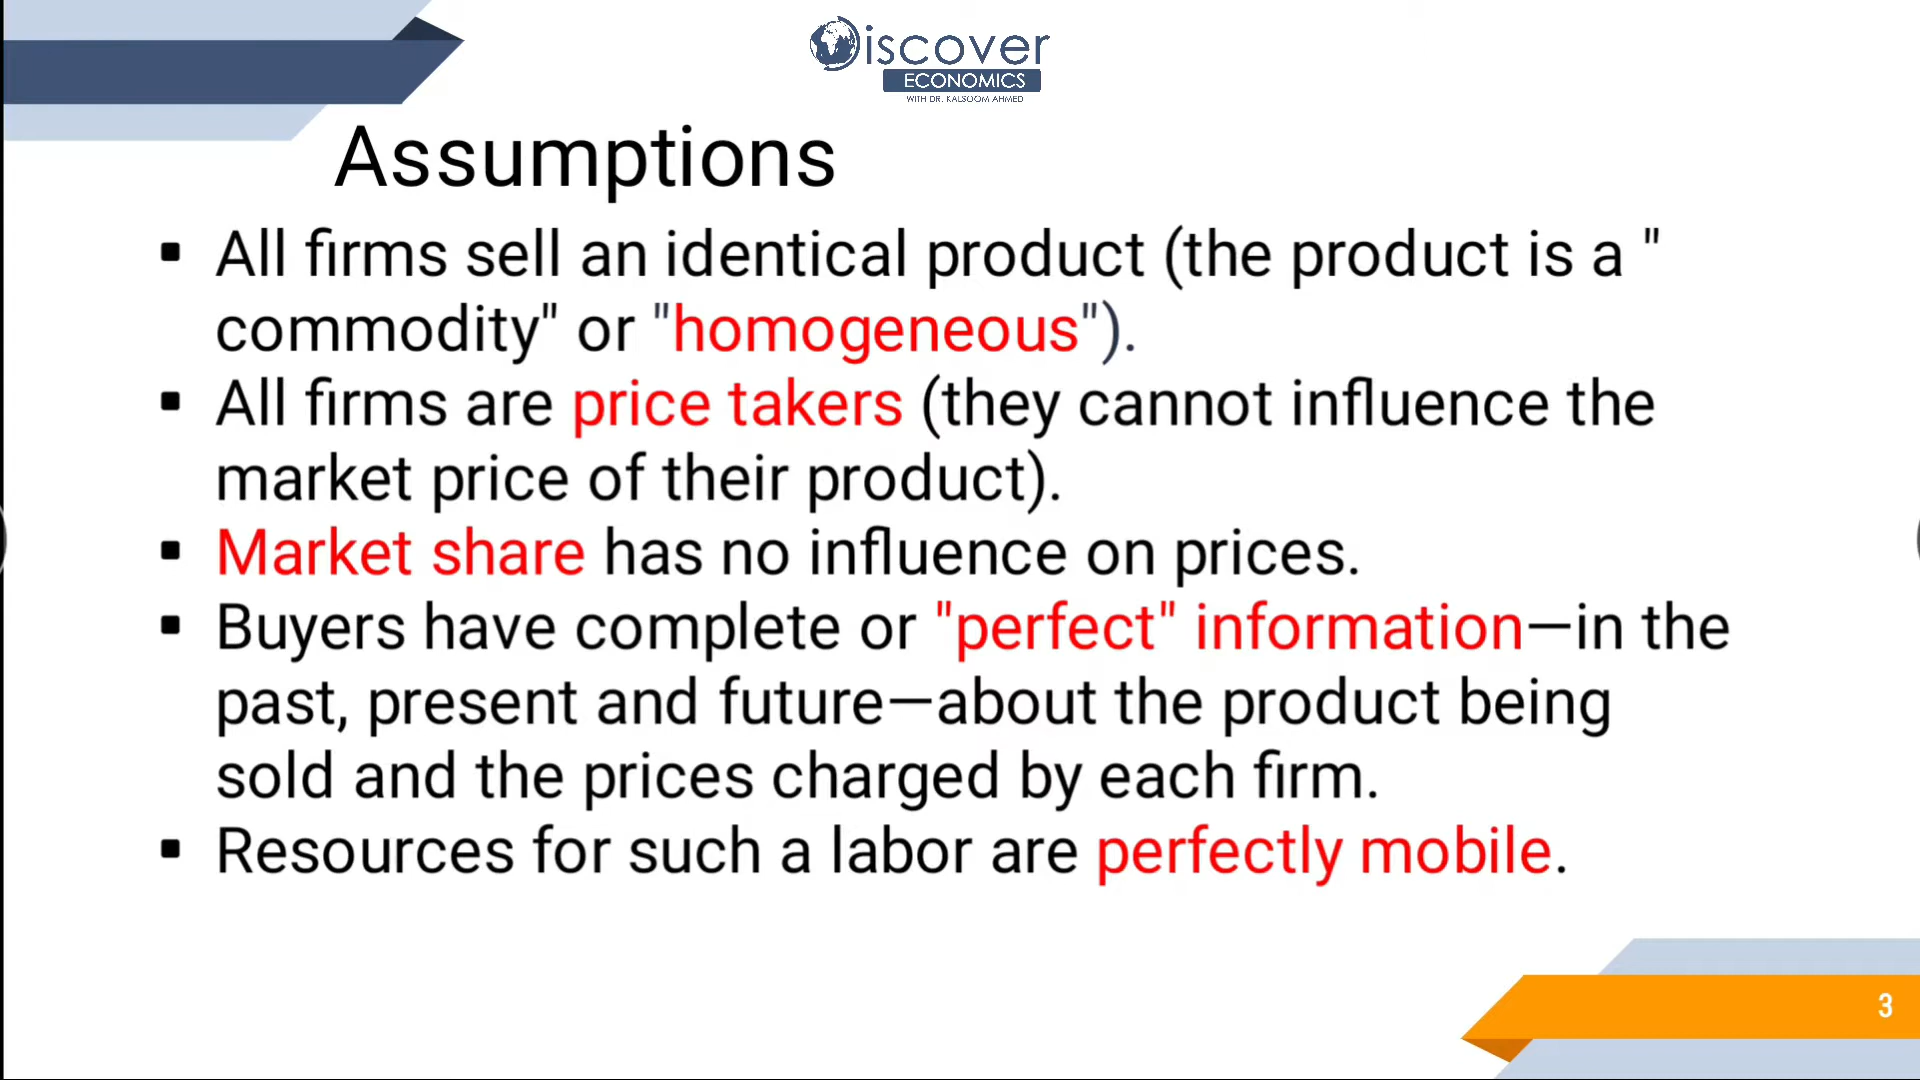 Discover
ECONOMICS
WITH DR. KALSOOM AHMED
Assumptions
▪ All firms sell an identical product (the product is a "
commodity" or "homogeneous").
▪ All firms are price takers (they cannot influence the
market price of their product).
▪ Market share has no influence on prices.
▪ Buyers have complete or "perfect" information—in the
past, present and future—about the product being
sold and the prices charged by each firm.
▪ Resources for such a labor are perfectly mobile.
3